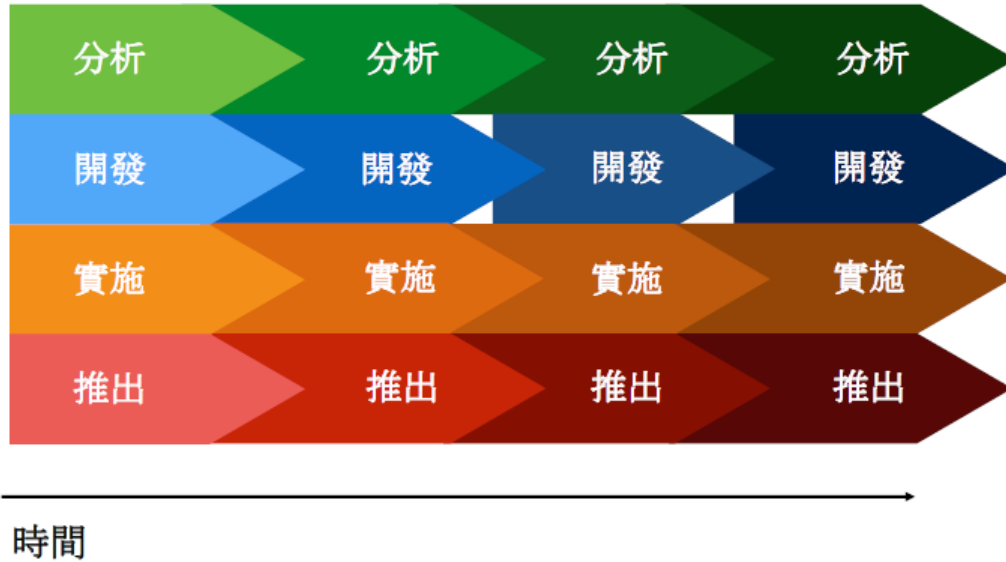 分析 分析 分析 分析
開發 開發 開發 開發
實施 實施 實施 實施
推出 推出 推出 推出
時間